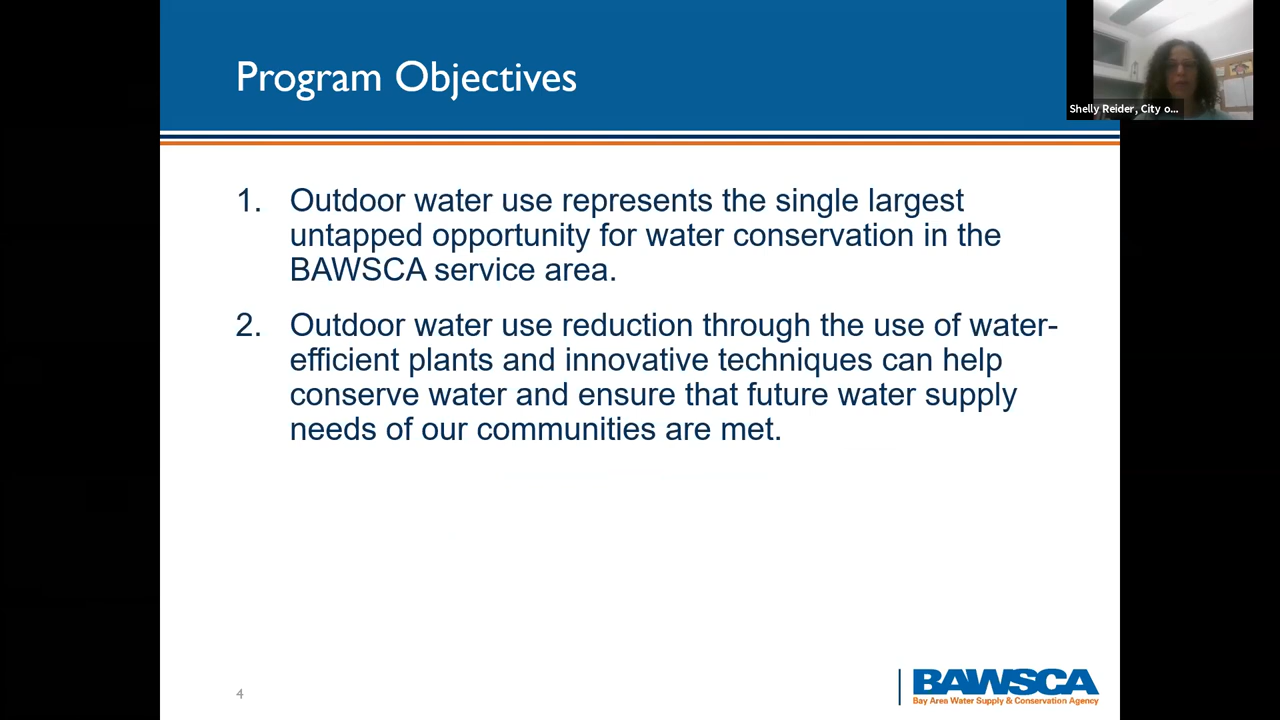 Program Objectives
Shelly Reider, City o...
1. Outdoor water use represents the single largest
untapped opportunity for water conservation in the
BAWSCA service area.
2. Outdoor water use reduction through the use of water-
efficient plants and innovative techniques can help
conserve water and ensure that future water supply
needs of our communities are met.
4
BAWSCA
Bay Area Water Supply & Conservation Agency